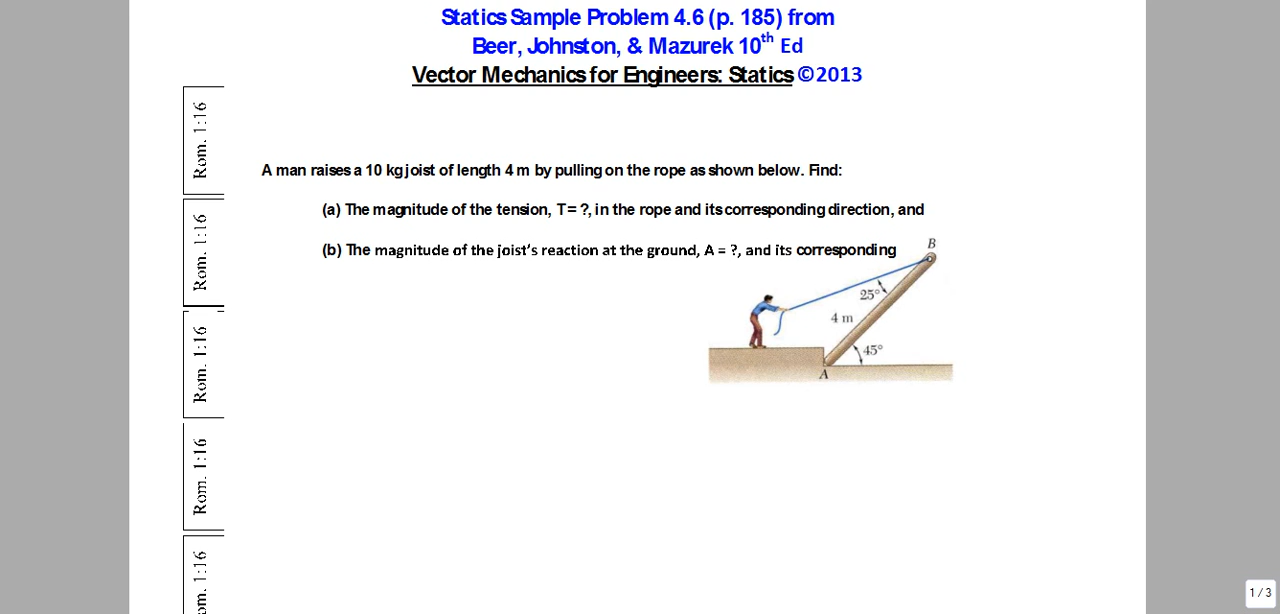 Statics Sample Problem 4.6 (p. 185) from
Beer, Johnston, & Mazurek 10th Ed
Vector Mechanics for Engineers: Statics ©2013
Rom. 1:16
Rom. 1:16
Rom. 1:16
Rom. 1:16
om. 1:16
A man raises a 10 kg joist of length 4 m by pulling on the rope as shown below. Find:
(a) The magnitude of the tension, T= ?, in the rope and its corresponding direction, and
(b) The magnitude of the joist's reaction at the ground, A = ?, and its corresponding
B
25°
4 m
45°
A
1 / 3